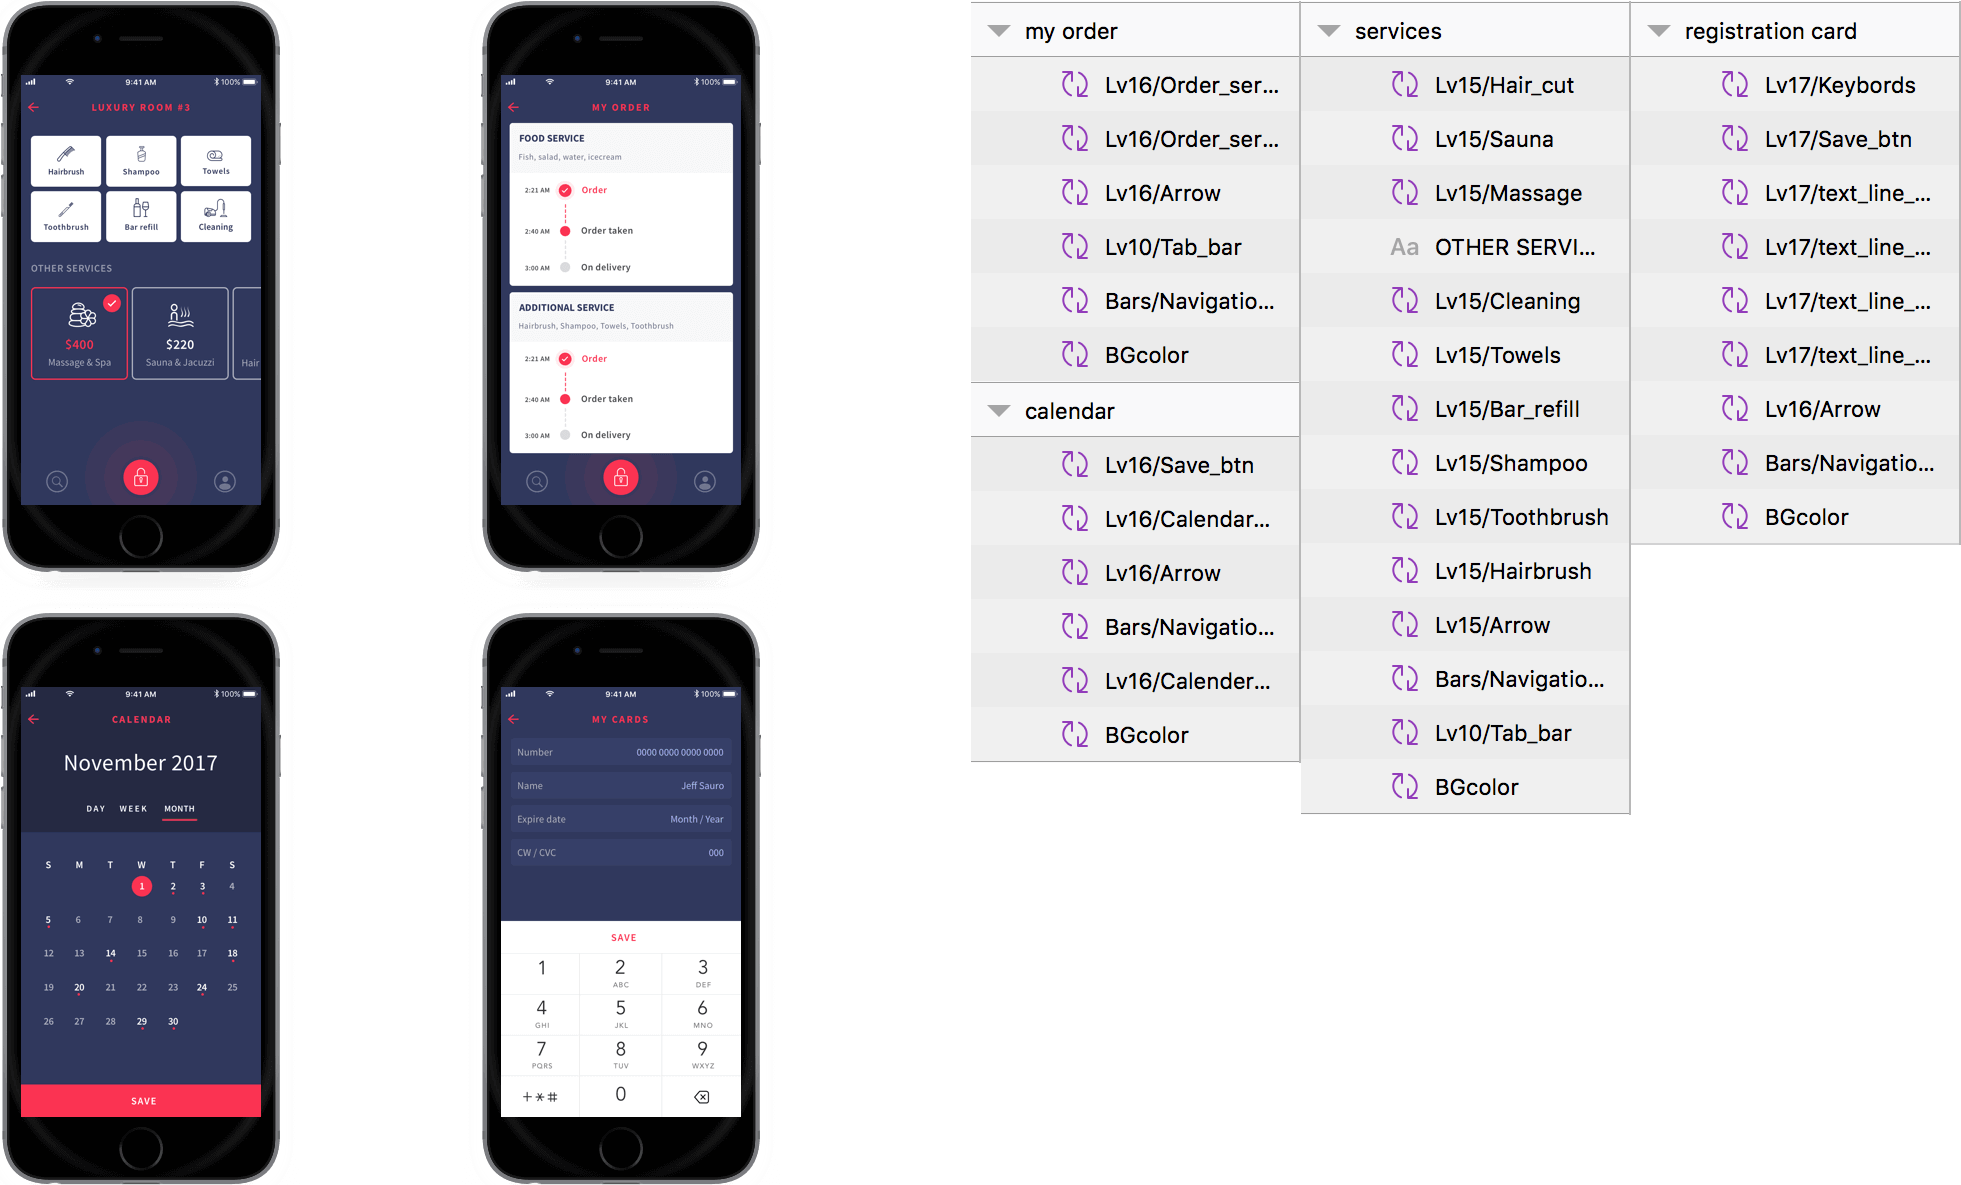 9:41 AM 100%
LUXURY ROOM #3
Hairbrush Shampoo Towels
Toothbrush Bar refill Cleaning
OTHER SERVICES
$400 $220
Massage & Spa Sauna & Jacuzzi Hair
9:41 AM 100%
MY ORDER
FOOD SERVICE
Fish, salad, water, icecream
2:21 AM Order
2:40 AM Order taken
3:00 AM On delivery
ADDITIONAL SERVICE
Hairbrush, Shampoo, Towels, Toothbrush
2:21 AM Order
2:40 AM Order taken
3:00 AM On delivery
9:41 AM 100%
CALENDAR
November 2017
DAY WEEK MONTH
S M T W T F S
1 2 3 4
5 6 7 8 9 10 11
12 13 14 15 16 17 18
19 20 21 22 23 24 25
26 27 28 29 30
SAVE
9:41 AM 100%
MY CARDS
Number 0000 0000 0000 0000
Name Jeff Sauro
Expire date Month / Year
CW / CVC 000
SAVE
1 2 3
ABC DEF
4 5 6
GHI JKL MNO
7 8 9
PQRS TUV WXYZ
+*# 0
my order
Lv16/Order_ser...
Lv16/Order_ser...
Lv16/Arrow
Lv10/Tab_bar
Bars/Navigatio...
BGcolor
calendar
Lv16/Save_btn
Lv16/Calendar...
Lv16/Arrow
Bars/Navigatio...
Lv16/Calender...
BGcolor
services
Lv15/Hair_cut
Lv15/Sauna
Lv15/Massage
Aa OTHER SERVI...
Lv15/Cleaning
Lv15/Towels
Lv15/Bar_refill
Lv15/Shampoo
Lv15/Toothbrush
Lv15/Hairbrush
Lv15/Arrow
Bars/Navigatio...
Lv10/Tab_bar
BGcolor
registration card
Lv17/Keybords
Lv17/Save_btn
Lv17/text_line_...
Lv17/text_line_...
Lv17/text_line_...
Lv17/text_line_...
Lv16/Arrow
Bars/Navigatio...
BGcolor